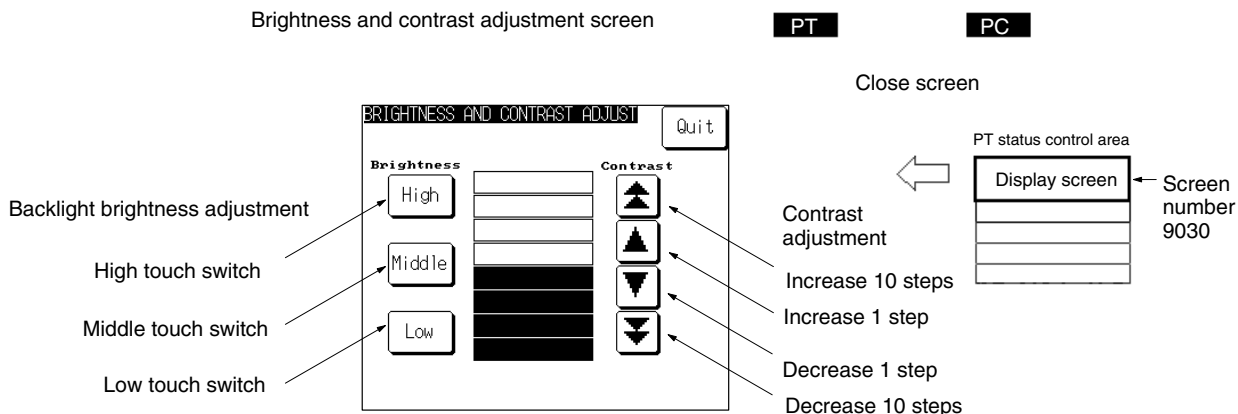 Brightness and contrast adjustment screen
PT
PC
Close screen
BRIGHTNESS AND CONTRAST ADJUST
Quit
PT status control area
Brightness
Contrast
Display screen
Screen
number
9030
High
Backlight brightness adjustment
Contrast
adjustment
High touch switch
Middle
Increase 10 steps
Increase 1 step
Middle touch switch
Low
Decrease 1 step
Low touch switch
Decrease 10 steps